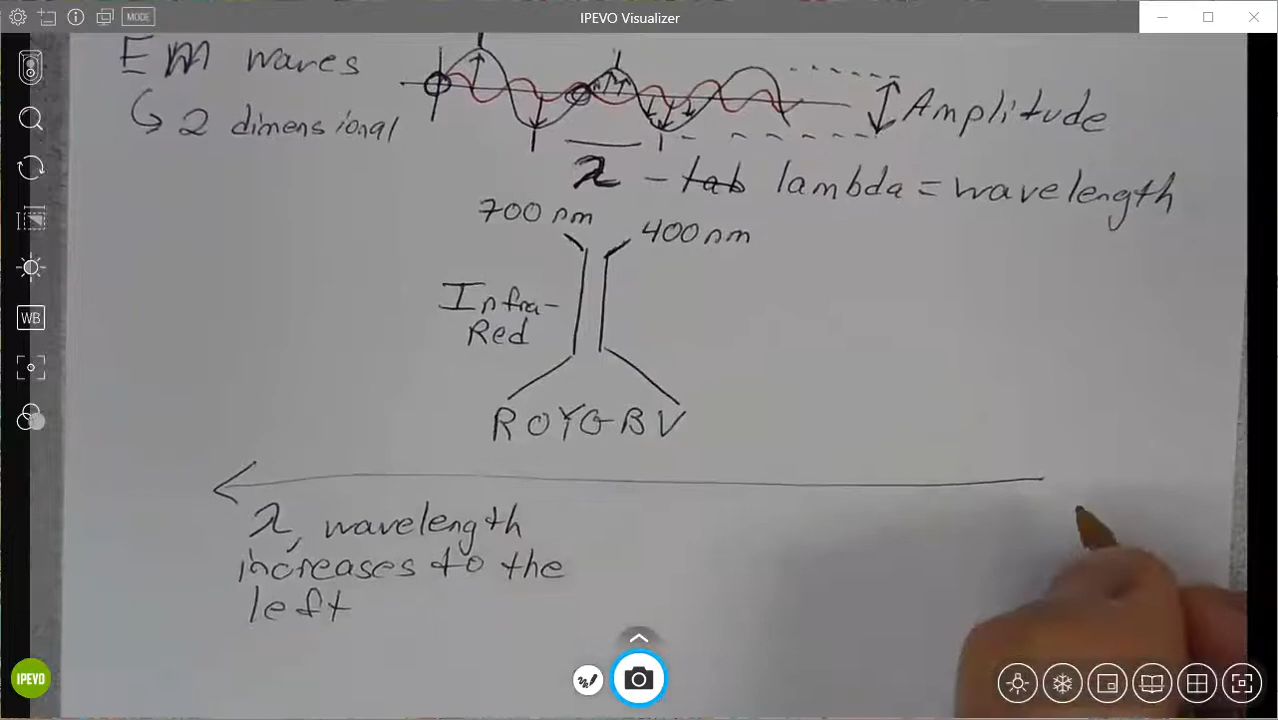 IPEVO Visualizer
MODE
EM waves
2 dimensional
Amplitude
λ - tab lambda = wavelength
700 nm
400 nm
WB
Infra-
Red
ROYGBV
λ, wavelength
increases to the
left
IPEVO